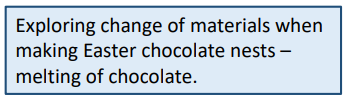 Exploring change of materials when
making Easter chocolate nests –
melting of chocolate.